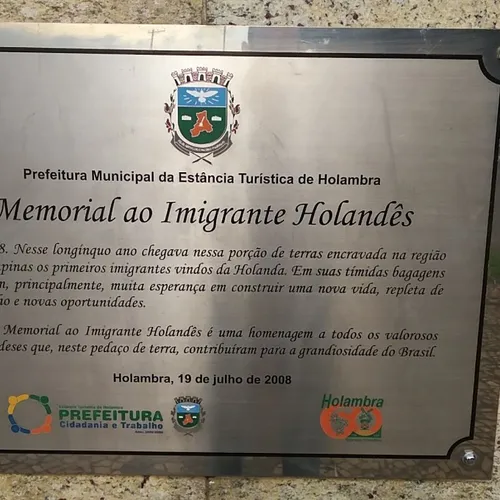 Prefeitura Municipal da Estância Turística de Holambra
Memorial ao Imigrante Holandês
8. Nesse longínquo ano chegava nessa porção de terras encravada na região
pinas os primeiros imigrantes vindos da Holanda. Em suas tímidas bagagens
m, principalmente, muita esperança em construir uma nova vida, repleta de
ão e novas oportunidades.
Memorial ao Imigrante Holandês é uma homenagem a todos os valorosos
deses que, neste pedaço de terra, contribuíram para a grandiosidade do Brasil.
Holambra, 19 de julho de 2008
PREFEITURA
Cidadania e Trabalho
Holambra
60